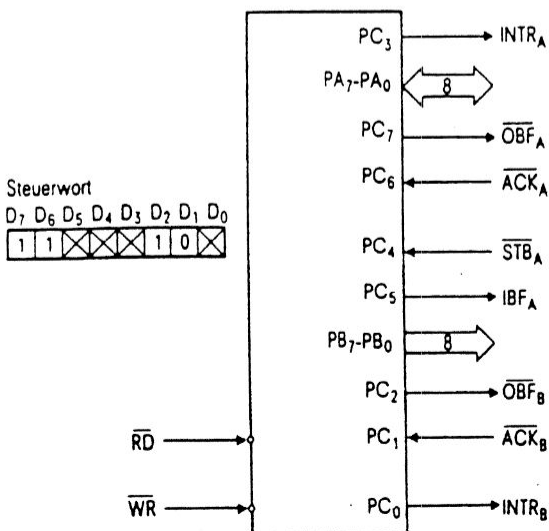 PC3 INTRA
PA7-PA0 8
PC7 OBFA
PC6 ACKA
Steuerwort
D7 D6 D5 D4 D3 D2 D1 D0
1 1 1 0
PC4 STBA
PC5 IBFA
PB7-PB0 8
PC2 OBFB
RD
PC1 ACKB
WR
PC0 INTRB